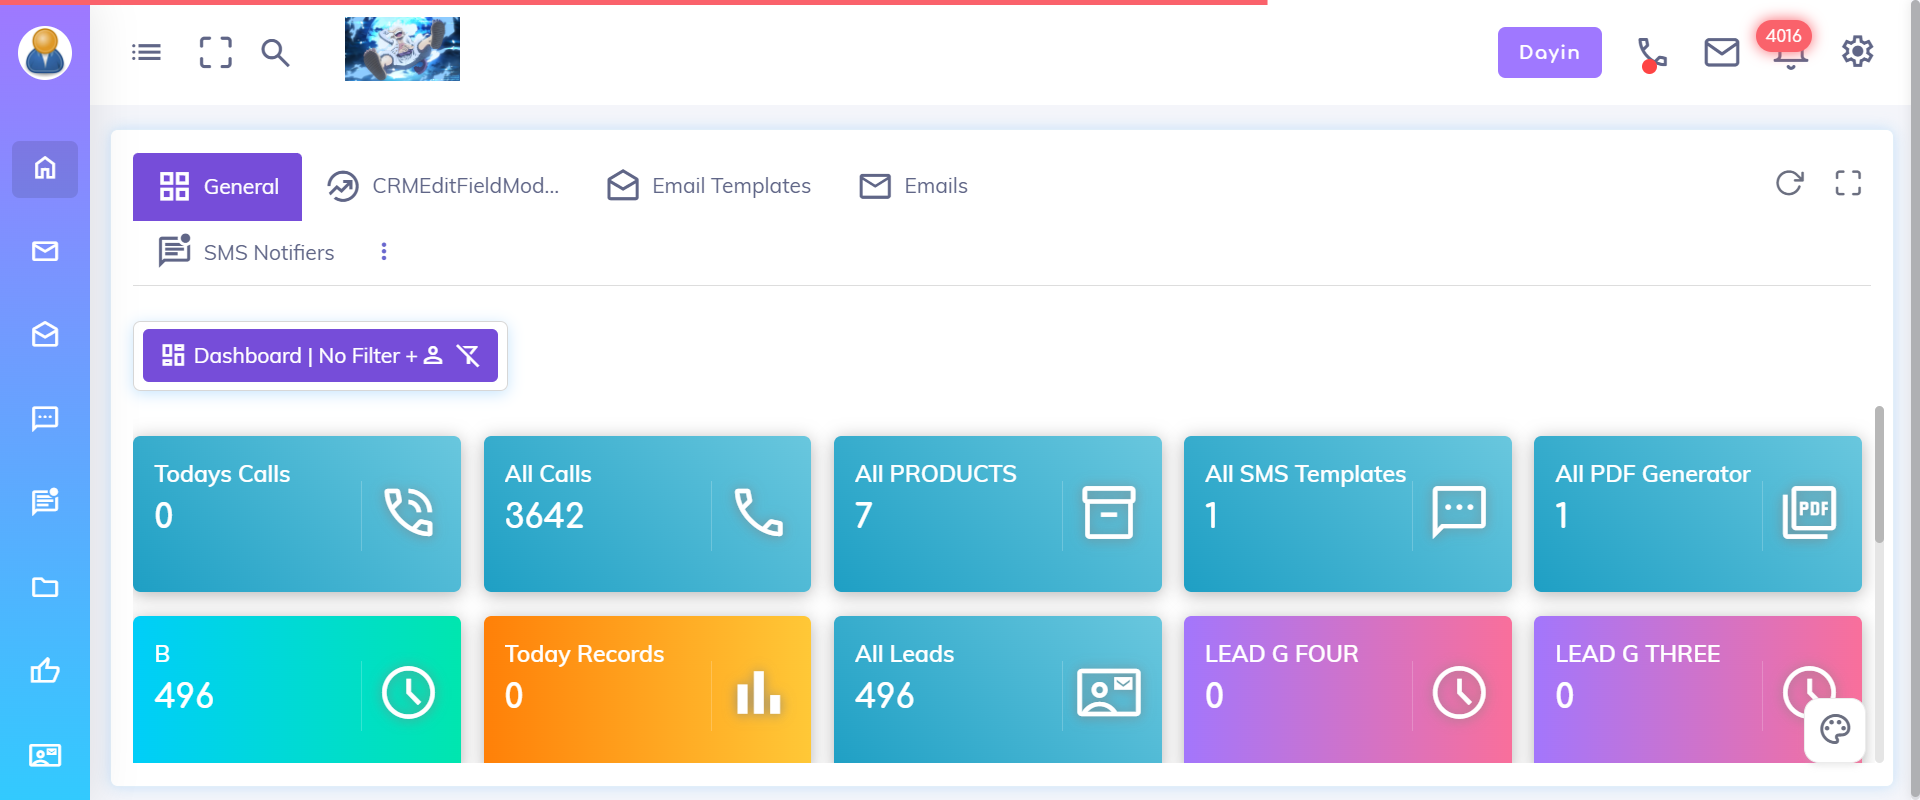 Dayin
4016
General
CRMEditFieldMod...
Email Templates
Emails
SMS Notifiers
Dashboard | No Filter +
Todays Calls
0
All Calls
3642
All PRODUCTS
7
All SMS Templates
1
All PDF Generator
1
PDF
B
496
Today Records
0
All Leads
496
LEAD G FOUR
0
LEAD G THREE
0